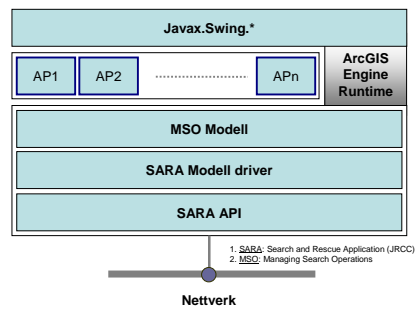 Javax.Swing.*
AP1
AP2
APn
ArcGIS
Engine
Runtime
MSO Modell
SARA Modell driver
SARA API
1. SARA: Search and Rescue Application (JRCC)
2. MSO: Managing Search Operations
Nettverk